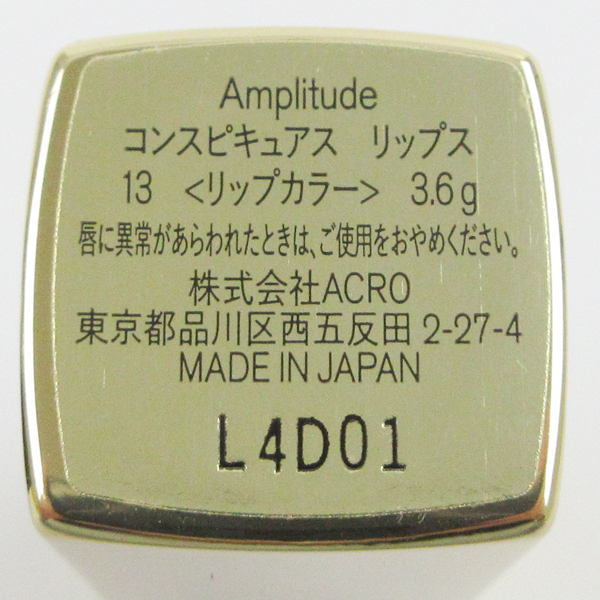 Amplitude
コンスピキュアス　リップス
13　<リップカラー>　3.6g
唇に異常があらわれたときは、ご使用をおやめください。
株式会社ACRO
東京都品川区西五反田 2-27-4
MADE IN JAPAN
L4D01